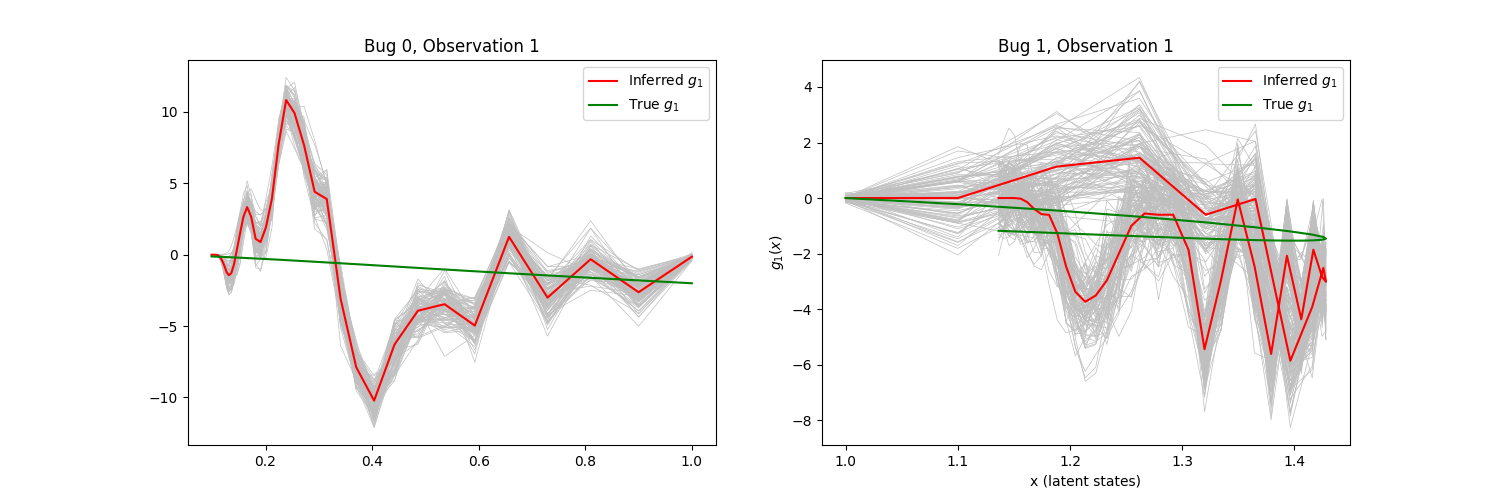 Bug 0, Observation 1
Inferred g₁
True g₁
10
5
0
−5
−10
0.2 0.4 0.6 0.8 1.0
Bug 1, Observation 1
Inferred g₁
True g₁
4
2
0
−2
−4
−6
−8
g₁(x)
1.0 1.1 1.2 1.3 1.4
x (latent states)